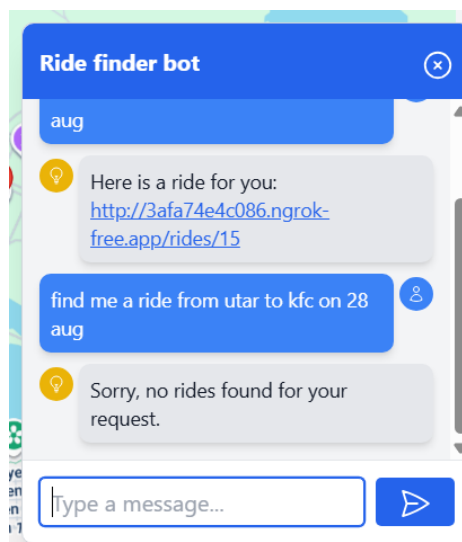 Ride finder bot
aug
Here is a ride for you:
http://3afa74e4c086.ngrok-
free.app/rides/15
find me a ride from utar to kfc on 28
aug
Sorry, no rides found for your
request.
Type a message...